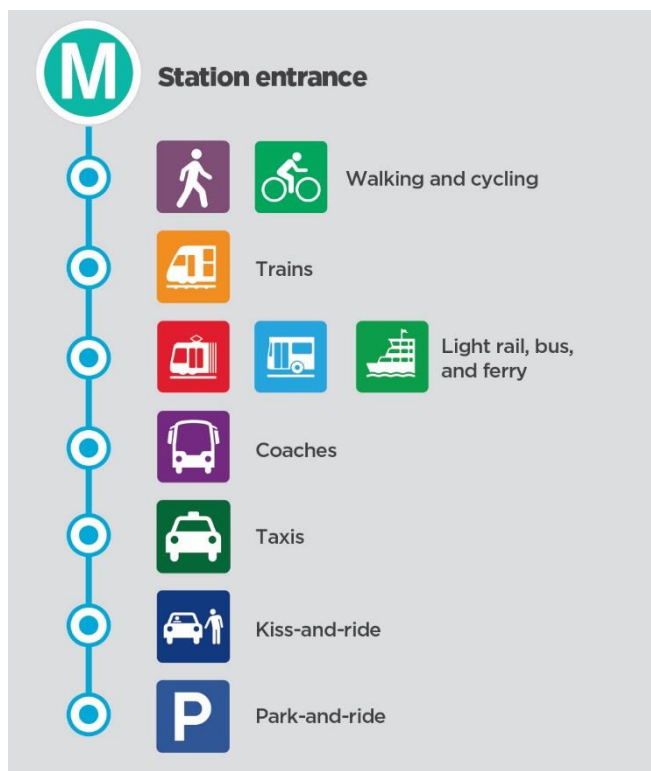 M
Station entrance
Walking and cycling
Trains
Light rail, bus,
and ferry
Coaches
Taxis
Kiss-and-ride
P
Park-and-ride